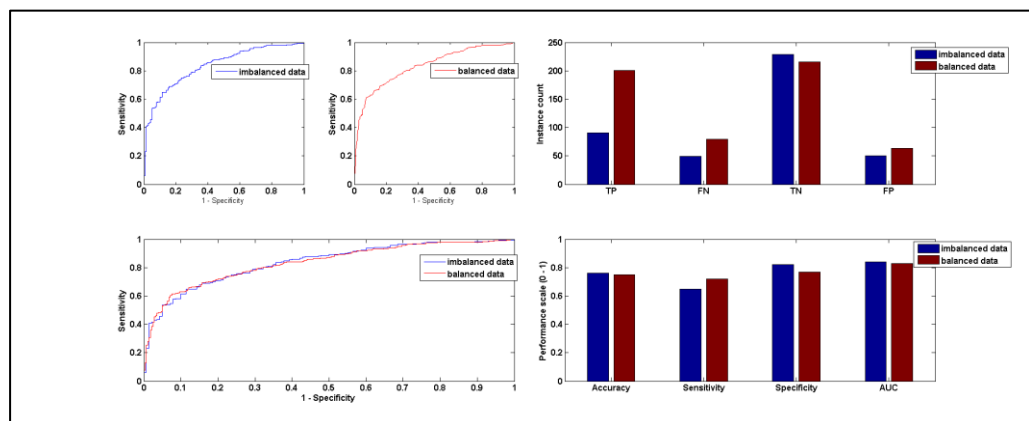 1
0.8
0.6
0.4
0.2
0
Sensitivity
imbalanced data
0 0.2 0.4 0.6 0.8 1
1 - Specificity
1
0.8
0.6
0.4
0.2
0
Sensitivity
balanced data
0 0.2 0.4 0.6 0.8 1
1 - Specificity
250
200
150
100
50
0
Instance count
imbalanced data
balanced data
TP FN TN FP
1
0.8
0.6
0.4
0.2
0
Sensitivity
imbalanced data
balanced data
0 0.1 0.2 0.3 0.4 0.5 0.6 0.7 0.8 0.9 1
1 - Specificity
1
0.8
0.6
0.4
0.2
0
Performance scale (0 - 1)
imbalanced data
balanced data
Accuracy Sensitivity Specificity AUC